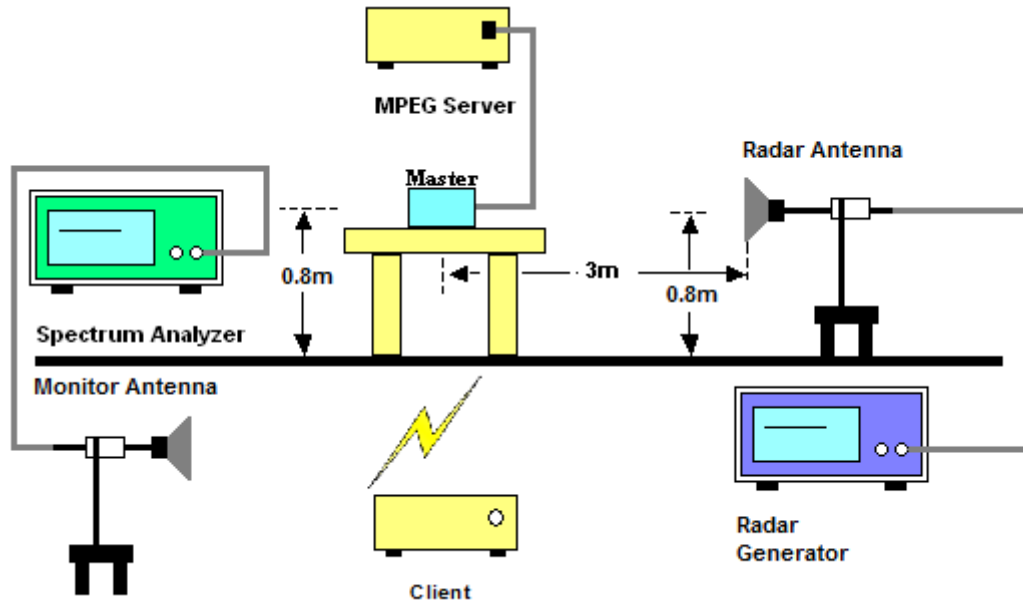 MPEG Server
Radar Antenna
Master
0.8m
3m
0.8m
Spectrum Analyzer
Monitor Antenna
Radar
Generator
Client